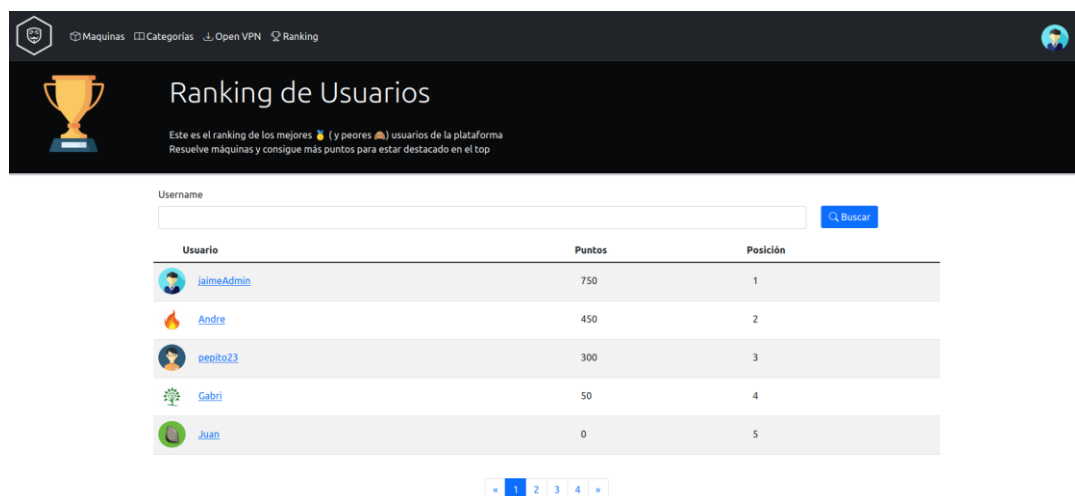 Maquinas Categorías Open VPN Ranking
Ranking de Usuarios
Este es el ranking de los mejores 🥇 ( y peores 🙈) usuarios de la plataforma
Resuelve máquinas y consigue más puntos para estar destacado en el top
Username
Buscar
Usuario Puntos Posición
jaimeAdmin 750 1
Andre 450 2
pepito23 300 3
Gabri 50 4
Juan 0 5
« 1 2 3 4 »